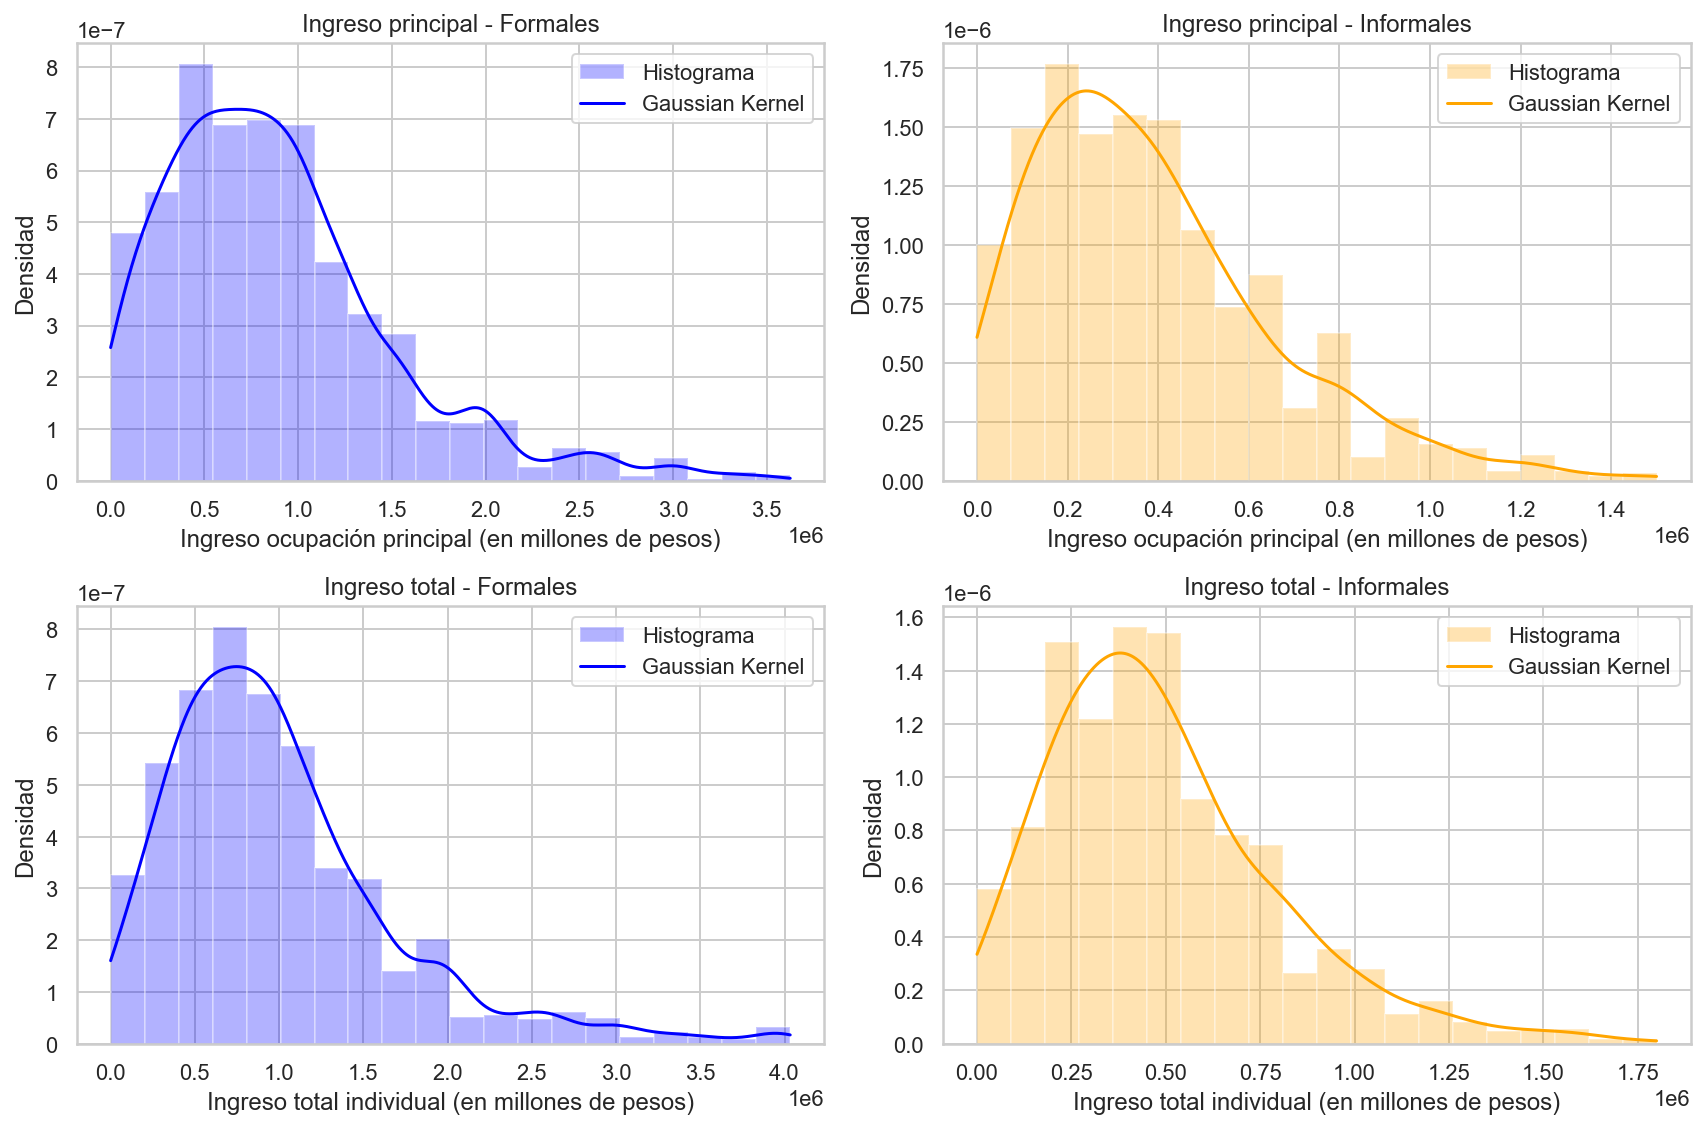 Ingreso principal - Formales
1e−7
Histograma
Gaussian Kernel
8
7
6
5
4
3
2
1
0
Densidad
0.0 0.5 1.0 1.5 2.0 2.5 3.0 3.5
1e6
Ingreso ocupación principal (en millones de pesos)
Ingreso principal - Informales
1e−6
Histograma
Gaussian Kernel
1.75
1.50
1.25
1.00
0.75
0.50
0.25
0.00
Densidad
0.0 0.2 0.4 0.6 0.8 1.0 1.2 1.4
1e6
Ingreso ocupación principal (en millones de pesos)
Ingreso total - Formales
1e−7
Histograma
Gaussian Kernel
8
7
6
5
4
3
2
1
0
Densidad
0.0 0.5 1.0 1.5 2.0 2.5 3.0 3.5 4.0
1e6
Ingreso total individual (en millones de pesos)
Ingreso total - Informales
1e−6
Histograma
Gaussian Kernel
1.6
1.4
1.2
1.0
0.8
0.6
0.4
0.2
0.0
Densidad
0.00 0.25 0.50 0.75 1.00 1.25 1.50 1.75
1e6
Ingreso total individual (en millones de pesos)